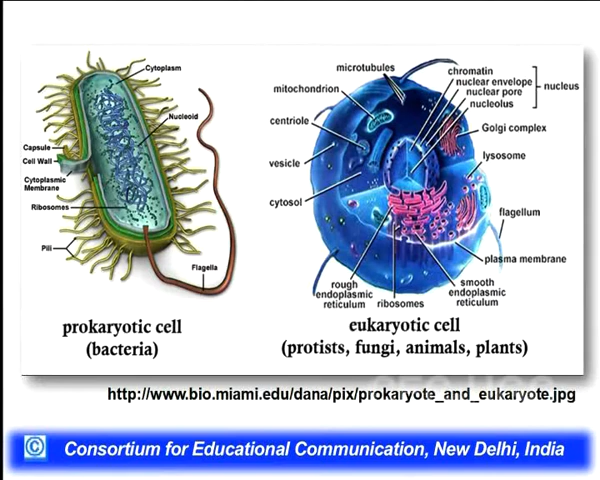 Cytoplasm
Nucleoid
Capsule
Cell Wall
Cytoplasmic
Membrane
Ribosomes
Pili
Flagella
prokaryotic cell
(bacteria)
microtubules
mitochondrion
centriole
vesicle
cytosol
chromatin
nuclear envelope
nuclear pore
nucleolus
nucleus
Golgi complex
lysosome
flagellum
plasma membrane
rough
endoplasmic
reticulum
ribosomes
smooth
endoplasmic
reticulum
eukaryotic cell
(protists, fungi, animals, plants)
http://www.bio.miami.edu/dana/pix/prokaryote_and_eukaryote.jpg
© Consortium for Educational Communication, New Delhi, India